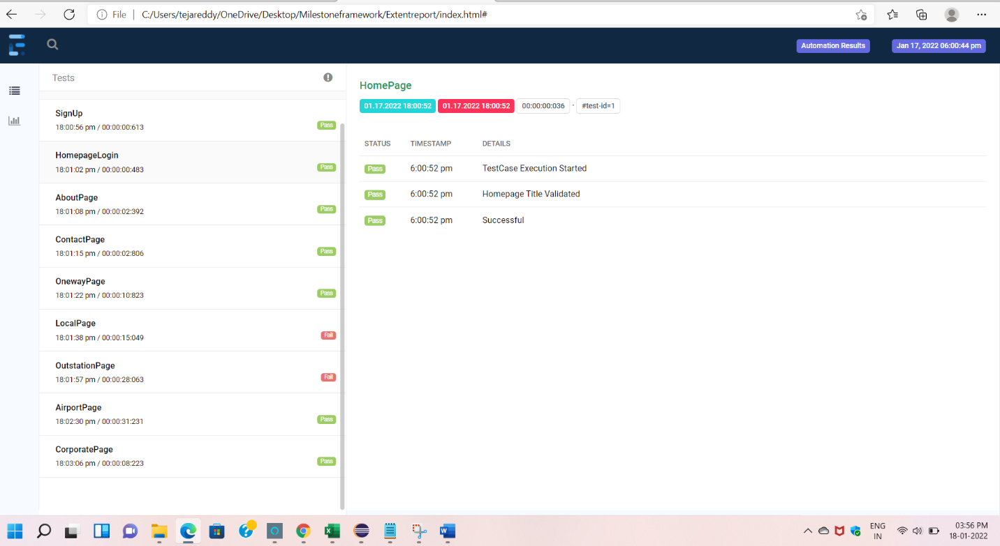 File | C:/Users/tejareddy/OneDrive/Desktop/Milestoneframework/Extentreport/index.html#
Automation Results
Jan 17, 2022 06:00:44 pm
Tests
SignUp
18:00:56 pm / 00:00:00:613
Pass
HomepageLogin
18:01:02 pm / 00:00:00:483
Pass
AboutPage
18:01:08 pm / 00:00:02:392
Pass
ContactPage
18:01:15 pm / 00:00:02:806
Pass
OnewayPage
18:01:22 pm / 00:00:10:823
Pass
LocalPage
18:01:38 pm / 00:00:15:049
Fail
OutstationPage
18:01:57 pm / 00:00:28:063
Fail
AirportPage
18:02:30 pm / 00:00:31:231
Pass
CorporatePage
18:03:06 pm / 00:00:08:223
Pass
HomePage
01.17.2022 18:00:52 01.17.2022 18:00:52 00:00:00:036 · #test-id=1
STATUS TIMESTAMP DETAILS
Pass 6:00:52 pm TestCase Execution Started
Pass 6:00:52 pm Homepage Title Validated
Pass 6:00:52 pm Successful
ENG
IN
03:56 PM
18-01-2022